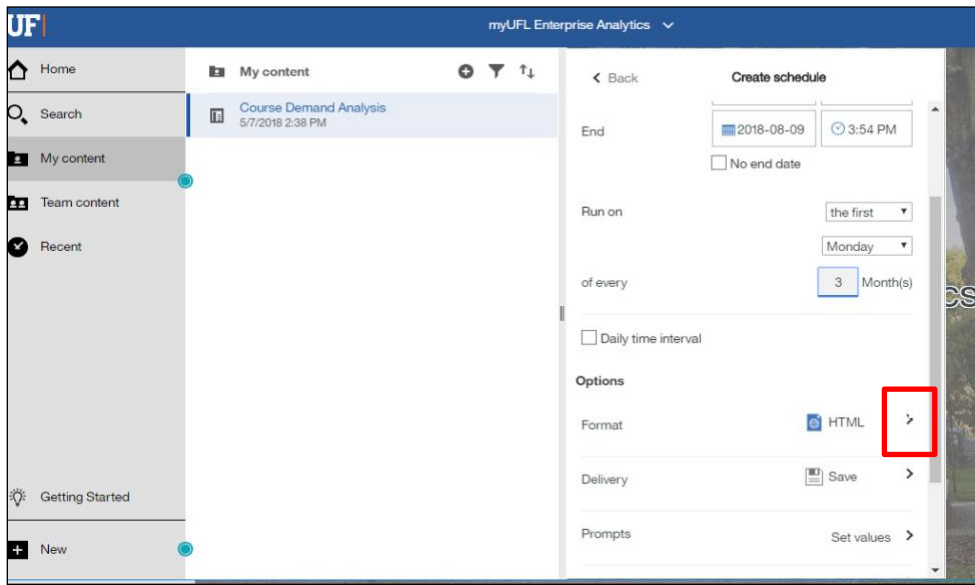 UF
myUFL Enterprise Analytics
Home
Search
My content
Team content
Recent
Getting Started
New
My content
Course Demand Analysis
5/7/2018 2:38 PM
Back
Create schedule
End
2018-08-09
3:54 PM
No end date
Run on
the first
Monday
of every
3
Month(s)
Daily time interval
Options
Format
HTML
Delivery
Save
Prompts
Set values
cs